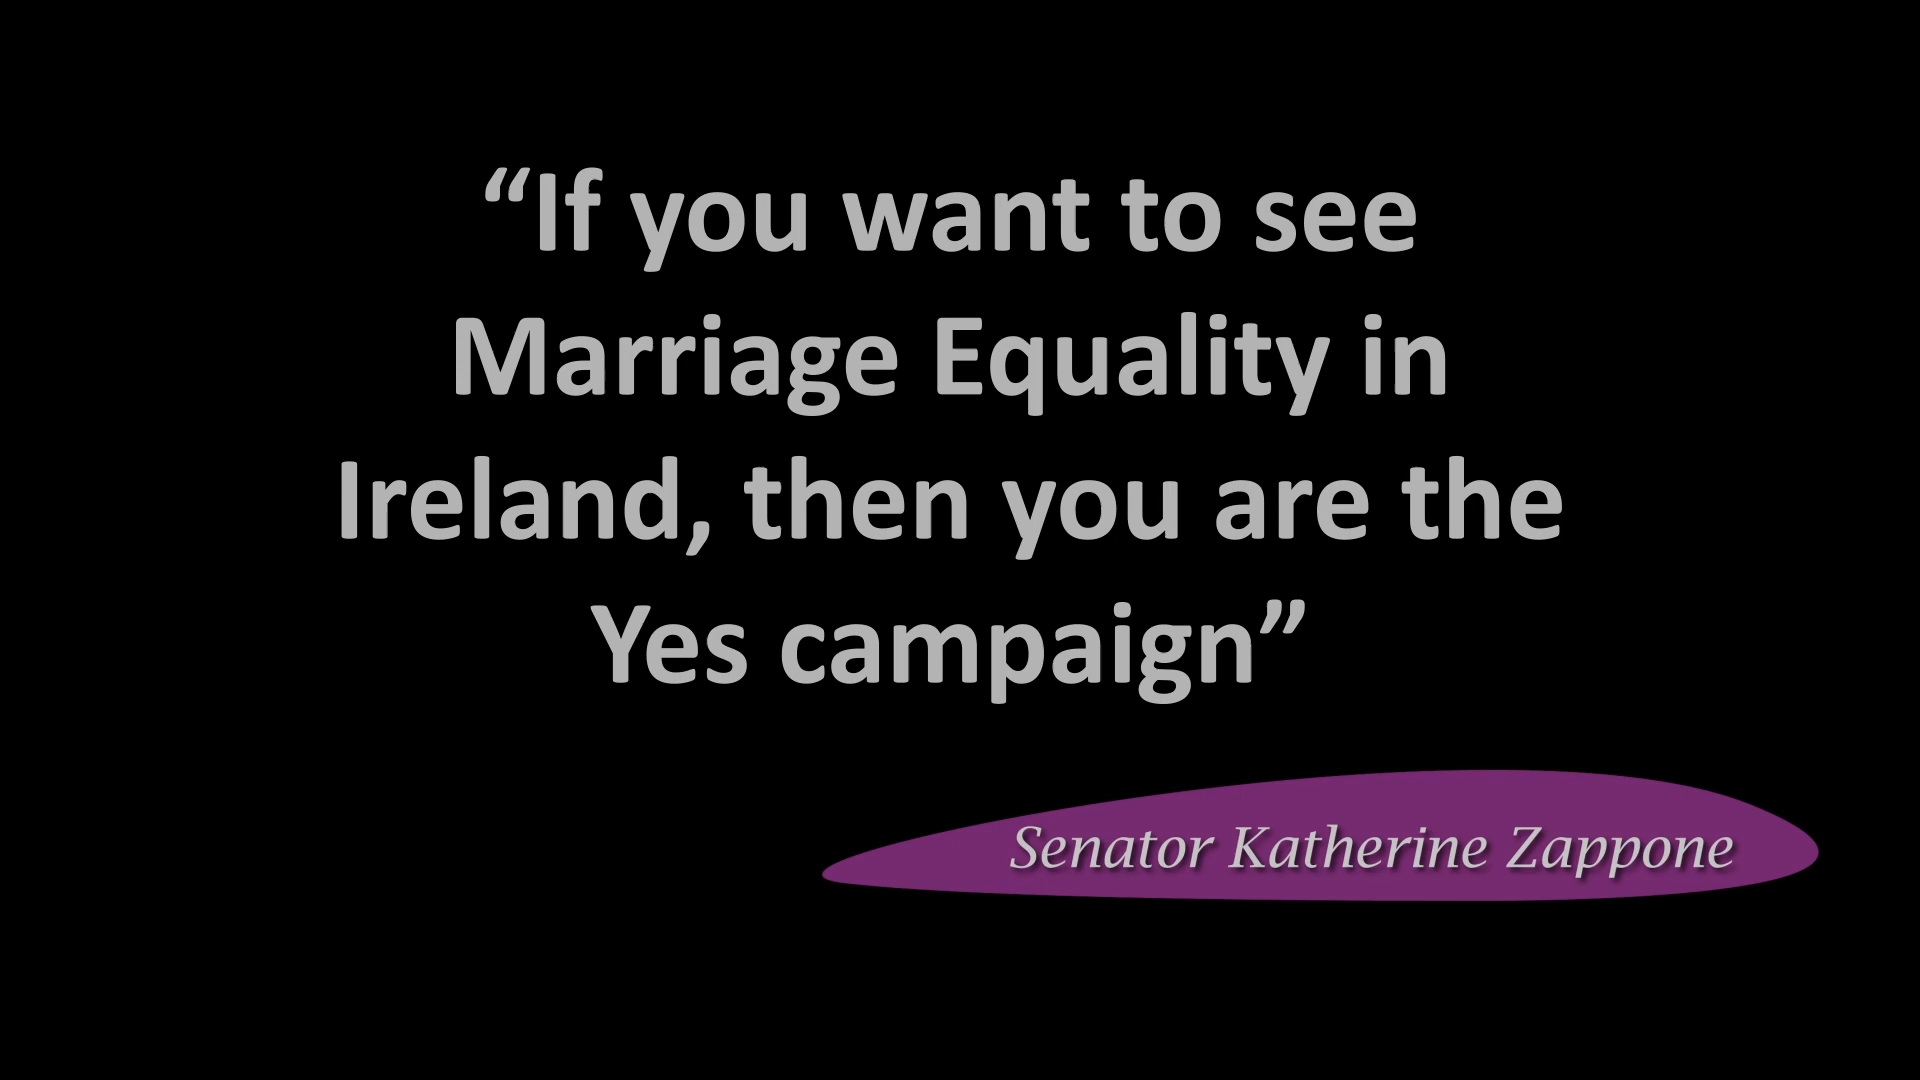 “If you want to see
Marriage Equality in
Ireland, then you are the
Yes campaign”
Senator Katherine Zappone